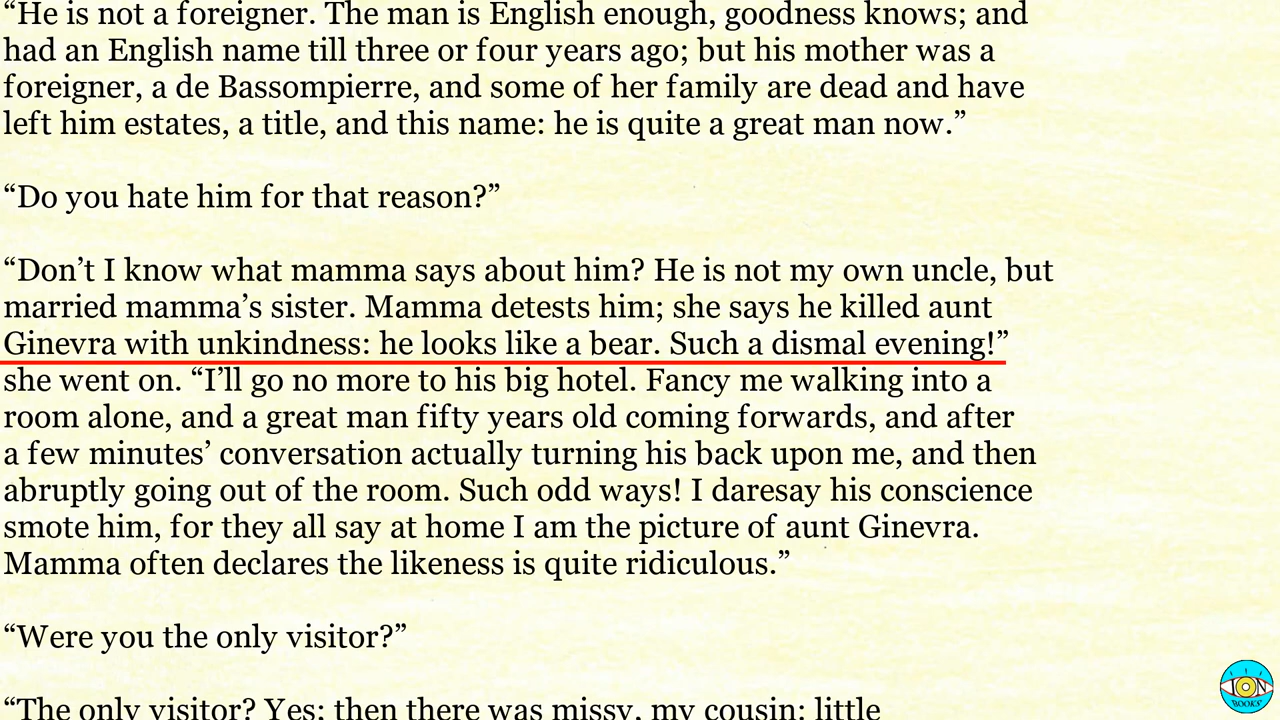 “He is not a foreigner. The man is English enough, goodness knows; and
had an English name till three or four years ago; but his mother was a
foreigner, a de Bassompierre, and some of her family are dead and have
left him estates, a title, and this name: he is quite a great man now.”
“Do you hate him for that reason?”
“Don’t I know what mamma says about him? He is not my own uncle, but
married mamma’s sister. Mamma detests him; she says he killed aunt
Ginevra with unkindness: he looks like a bear. Such a dismal evening!”
she went on. “I’ll go no more to his big hotel. Fancy me walking into a
room alone, and a great man fifty years old coming forwards, and after
a few minutes’ conversation actually turning his back upon me, and then
abruptly going out of the room. Such odd ways! I daresay his conscience
smote him, for they all say at home I am the picture of aunt Ginevra.
Mamma often declares the likeness is quite ridiculous.”
“Were you the only visitor?”
“The only visitor? Yes; then there was missy, my cousin: little
ION
BOOKS